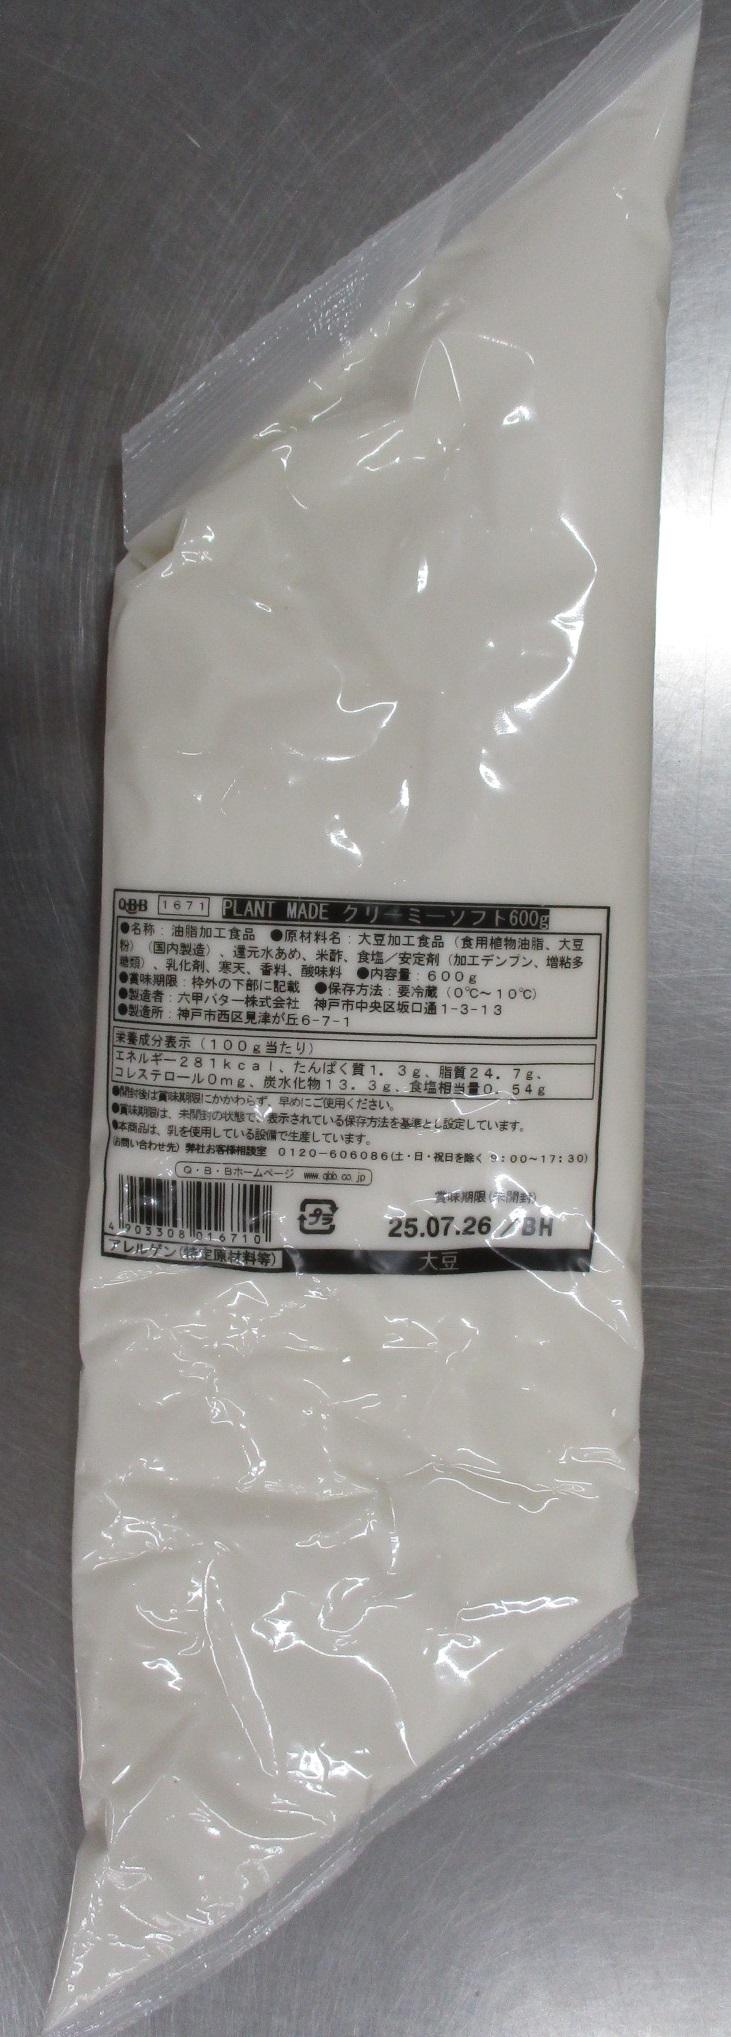 QBB 1671 PLANT MADE クリーミーソフト600g
●名称：油脂加工食品 ●原材料名：大豆加工食品（食用植物油脂、大豆
粉）（国内製造）、還元水あめ、米酢、食塩／安定剤（加工デンプン、増粘多
糖類）、乳化剤、寒天、香料、酸味料 ●内容量：600g
●賞味期限：枠外の下部に記載 ●保存方法：要冷蔵（0℃～10℃）
●製造者：六甲バター株式会社 神戸市中央区坂口通1-3-13
●製造所：神戸市西区見津が丘6-7-1
栄養成分表示（100g当たり）
エネルギー281kcal、たんぱく質1.3g、脂質24.7g、
コレステロール0mg、炭水化物13.3g、食塩相当量0.54g
●開封後は賞味期限にかかわらず、早めにご使用ください。
●賞味期限は、未開封の状態で、表示されている保存方法を基準とし設定しています。
●本商品は、乳を使用している設備で生産しています。
（お問い合わせ先）弊社お客様相談室 0120-606086(土・日・祝日を除く 9:00～17:30)
Q・B・Bホームページ www.qbb.co.jp
賞味期限(未開封)
プラ
25.07.26 /BH
4 903308 016710
アレルゲン(特定原材料等) 大豆